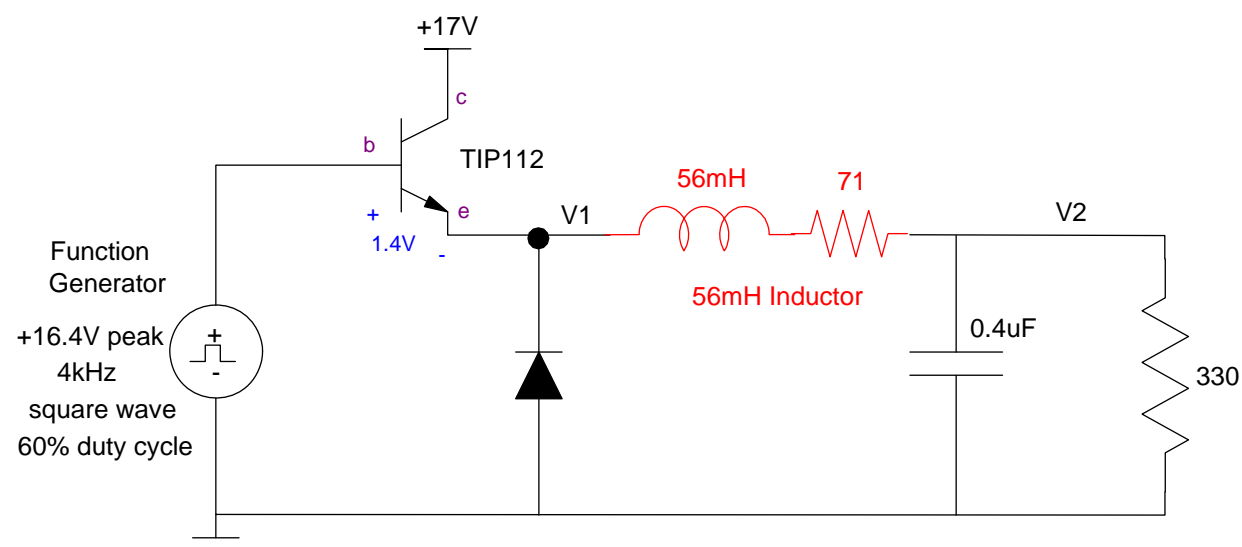 +17V
c
b
TIP112
e
+
1.4V
-
V1
56mH
71
V2
56mH Inductor
Function
Generator
+16.4V peak
4kHz
square wave
60% duty cycle
+
-
0.4uF
330